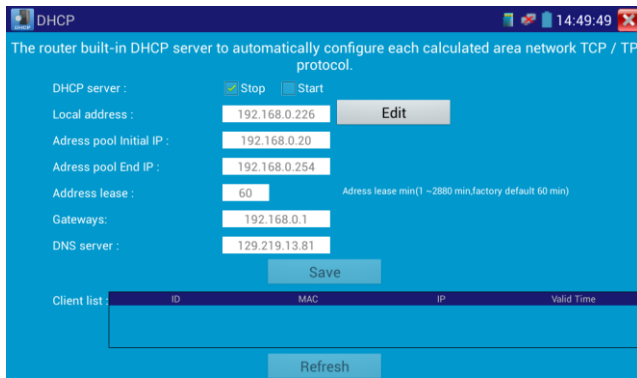 DHCP
DHCP 14:49:49
The router built-in DHCP server to automatically configure each calculated area network TCP / TP
protocol.
DHCP server : Stop Start
Local address : 192.168.0.226 Edit
Adress pool Initial IP : 192.168.0.20
Adress pool End IP : 192.168.0.254
Address lease : 60 Adress lease min(1 ~2880 min,factory default 60 min)
Gateways: 192.168.0.1
DNS server : 129.219.13.81
Save
Client list : ID MAC IP Valid Time
Refresh